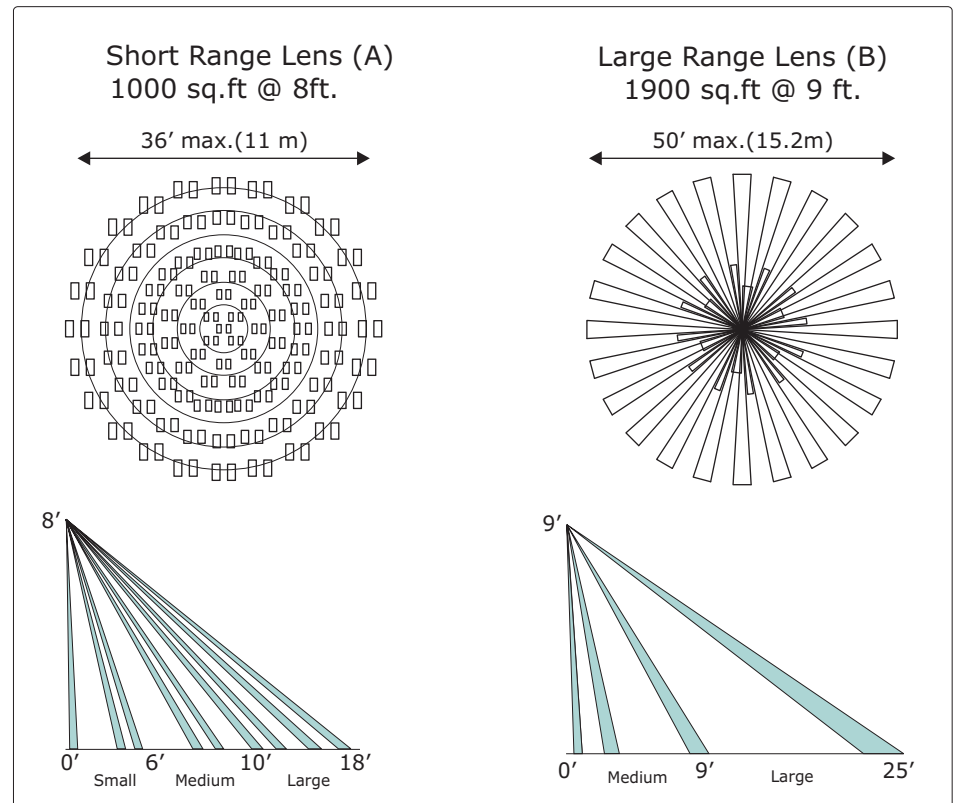 Short Range Lens (A)
1000 sq.ft @ 8ft.
36′ max.(11 m)
8′
0′ 6′ 10′ 18′
Small Medium Large
Large Range Lens (B)
1900 sq.ft @ 9 ft.
50′ max.(15.2m)
9′
0′ 9′ 25′
Medium Large